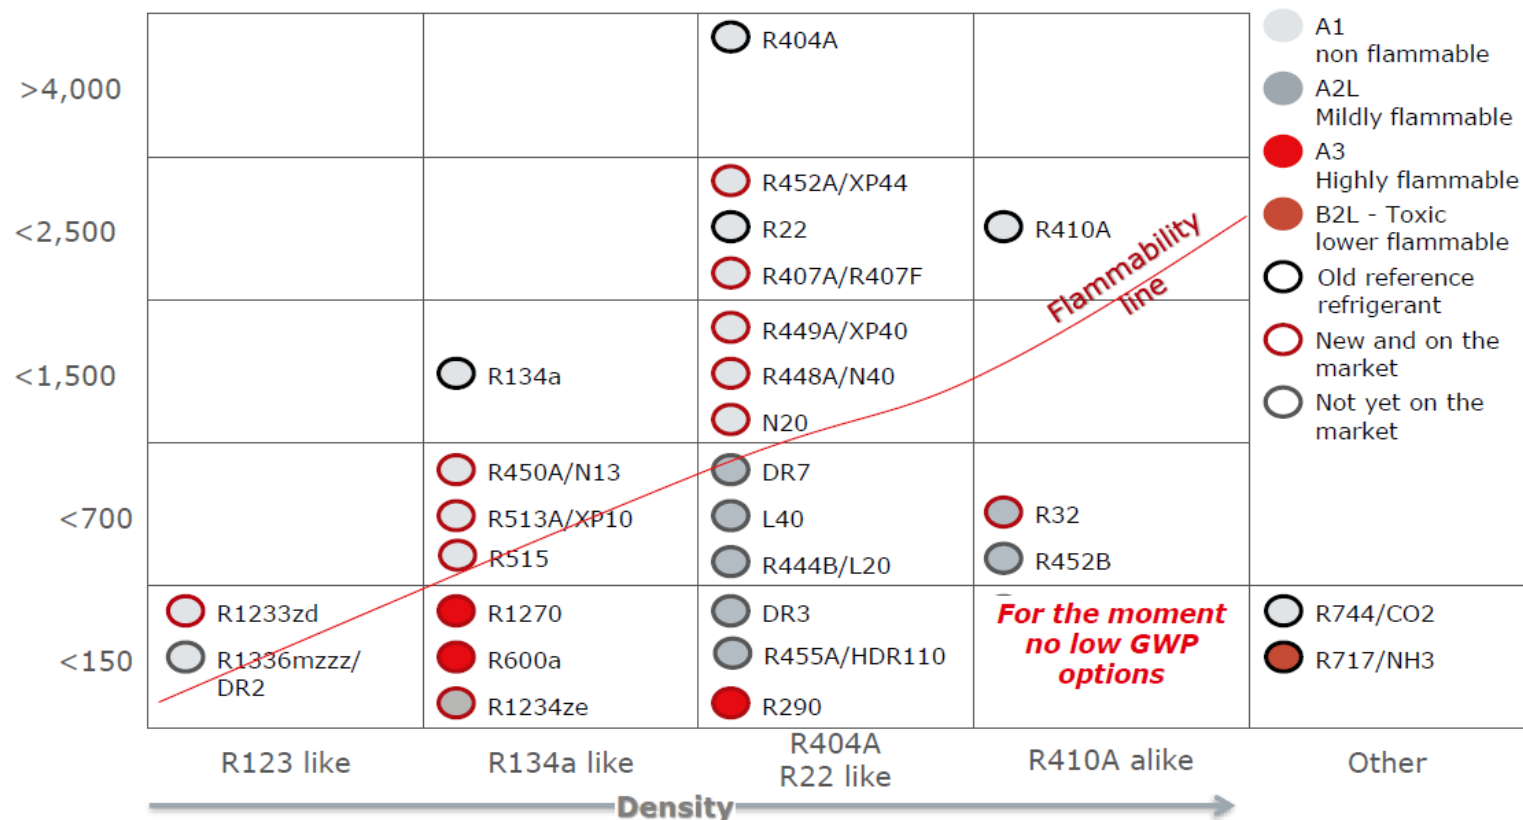 >4,000
<2,500
<1,500
<700
<150
R404A
R452A/XP44
R22
R407A/R407F
R410A
Flammability
line
R134a
R449A/XP40
R448A/N40
N20
R450A/N13
R513A/XP10
R515
DR7
L40
R444B/L20
R32
R452B
R1233zd
R1336mzzz/
DR2
R1270
R600a
R1234ze
DR3
R455A/HDR110
R290
For the moment
no low GWP
options
R744/CO2
R717/NH3
R123 like
R134a like
R404A
R22 like
R410A alike
Other
Density
A1
non flammable
A2L
Mildly flammable
A3
Highly flammable
B2L - Toxic
lower flammable
Old reference
refrigerant
New and on the
market
Not yet on the
market